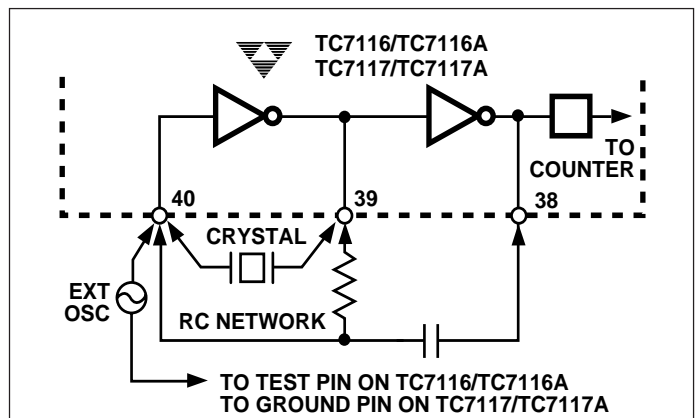 TC7116/TC7116A
TC7117/TC7117A
TO
COUNTER
40
39
38
CRYSTAL
EXT
OSC
RC NETWORK
TO TEST PIN ON TC7116/TC7116A
TO GROUND PIN ON TC7117/TC7117A